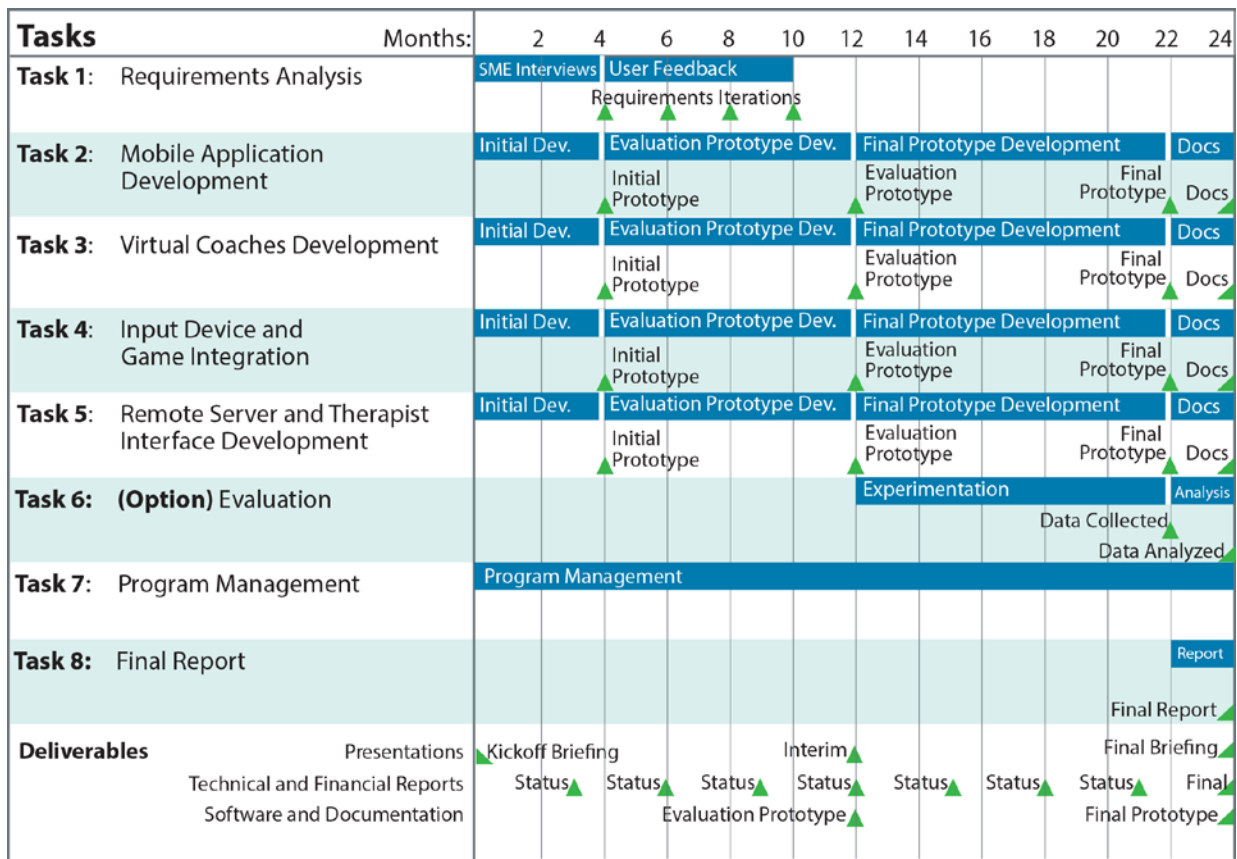 Tasks Months: 2 4 6 8 10 12 14 16 18 20 22 24
Task 1: Requirements Analysis SME Interviews User Feedback
Requirements Iterations
Task 2: Mobile Application Initial Dev. Evaluation Prototype Dev. Final Prototype Development Docs
Development Initial Evaluation Final
Prototype Prototype Prototype Docs
Task 3: Virtual Coaches Development Initial Dev. Evaluation Prototype Dev. Final Prototype Development Docs
Initial Evaluation Final
Prototype Prototype Prototype Docs
Task 4: Input Device and Initial Dev. Evaluation Prototype Dev. Final Prototype Development Docs
Game Integration Initial Evaluation Final
Prototype Prototype Prototype Docs
Task 5: Remote Server and Therapist Initial Dev. Evaluation Prototype Dev. Final Prototype Development Docs
Interface Development Initial Evaluation Final
Prototype Prototype Prototype Docs
Task 6: (Option) Evaluation Experimentation Analysis
Data Collected
Data Analyzed
Task 7: Program Management Program Management
Task 8: Final Report Report
Final Report
Deliverables Presentations Kickoff Briefing Interim Final Briefing
Technical and Financial Reports Status Status Status Status Status Status Status Final
Software and Documentation Evaluation Prototype Final Prototype